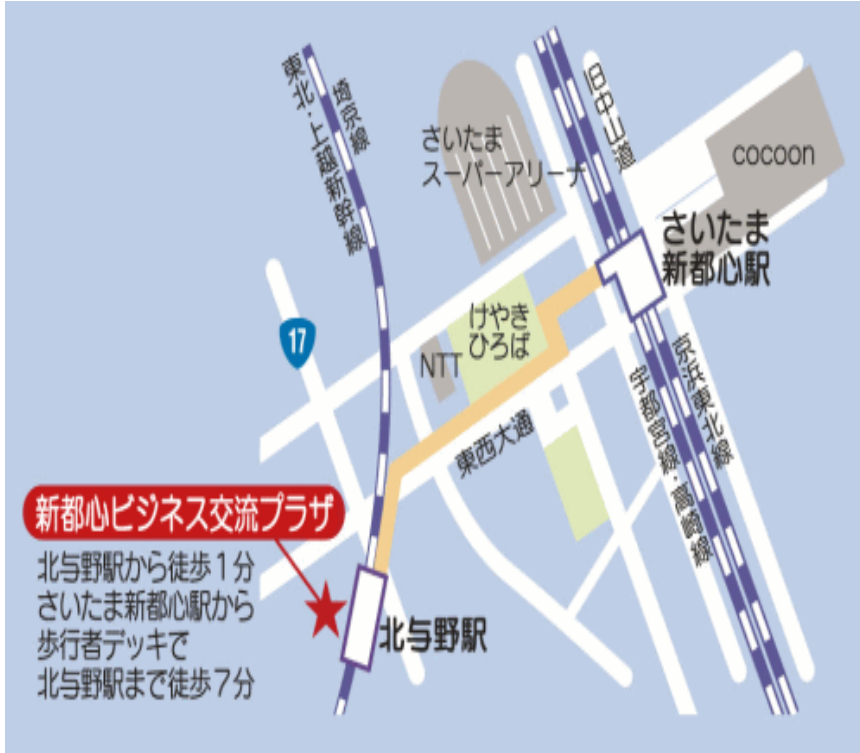 埼京線
東北・上越新幹線
さいたま
スーパーアリーナ
旧中山道
cocoon
さいたま
新都心駅
けやき
ひろば
NTT
17
東西大通
京浜東北線
宇都宮線・高崎線
新都心ビジネス交流プラザ
北与野駅から徒歩1分
さいたま新都心駅から
歩行者デッキで
北与野駅まで徒歩7分
北与野駅